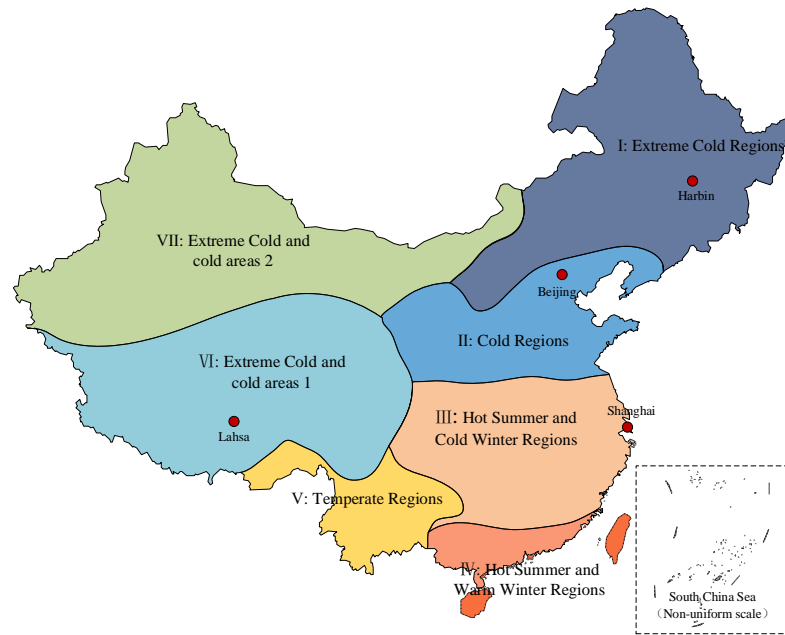 I: Extreme Cold Regions
Harbin
VII: Extreme Cold and
cold areas 2
Beijing
II: Cold Regions
Ⅵ: Extreme Cold and
cold areas 1
Lahsa
Shanghai
Ⅲ: Hot Summer and
Cold Winter Regions
V: Temperate Regions
IV: Hot Summer and
Warm Winter Regions
South China Sea
（Non-uniform scale）